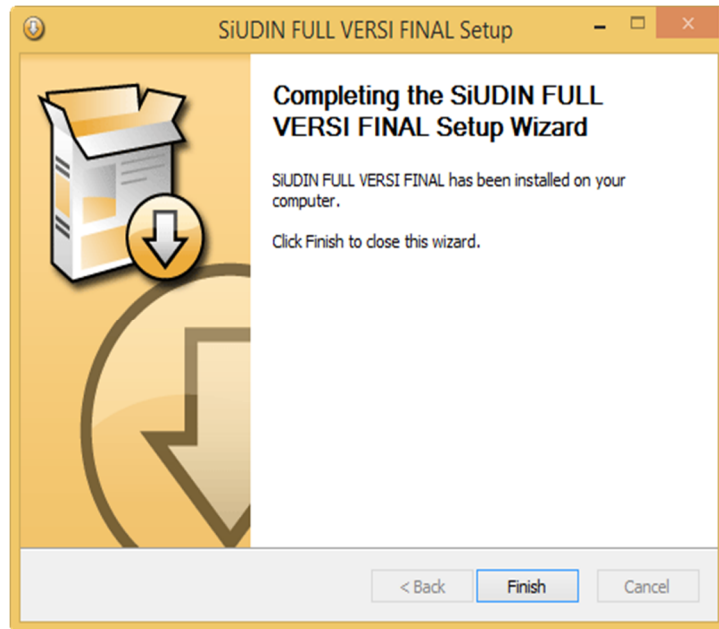 SiUDIN FULL VERSI FINAL Setup
Completing the SiUDIN FULL
VERSI FINAL Setup Wizard
SiUDIN FULL VERSI FINAL has been installed on your
computer.
Click Finish to close this wizard.
< Back Finish Cancel